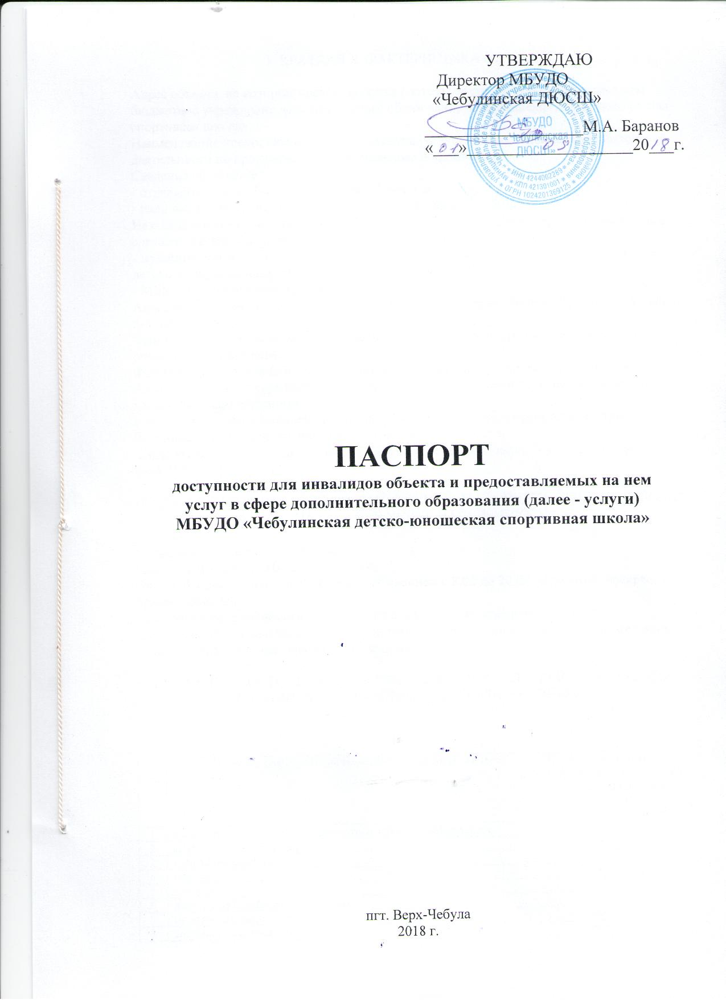 УТВЕРЖДАЮ
Директор МБУДО
«Чебулинская ДЮСШ»
М.А. Баранов
«01» 05 2018 г.
МБУДО
«Чебулинская
ДЮСШ»
* ИНН 4244002289 *
* КПП 421301001 *
* ОГРН 1024201369125 *
ПАСПОРТ
доступности для инвалидов объекта и предоставляемых на нем
услуг в сфере дополнительного образования (далее - услуги)
МБУДО «Чебулинская детско-юношеская спортивная школа»
пгт. Верх-Чебула
2018 г.